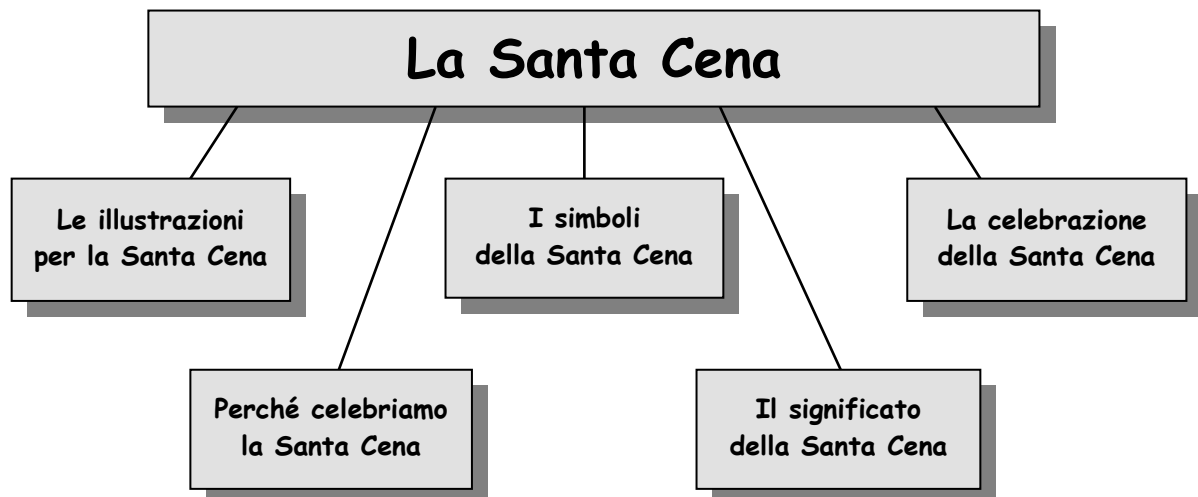 La Santa Cena
Le illustrazioni
per la Santa Cena
I simboli
della Santa Cena
La celebrazione
della Santa Cena
Perché celebriamo
la Santa Cena
Il significato
della Santa Cena